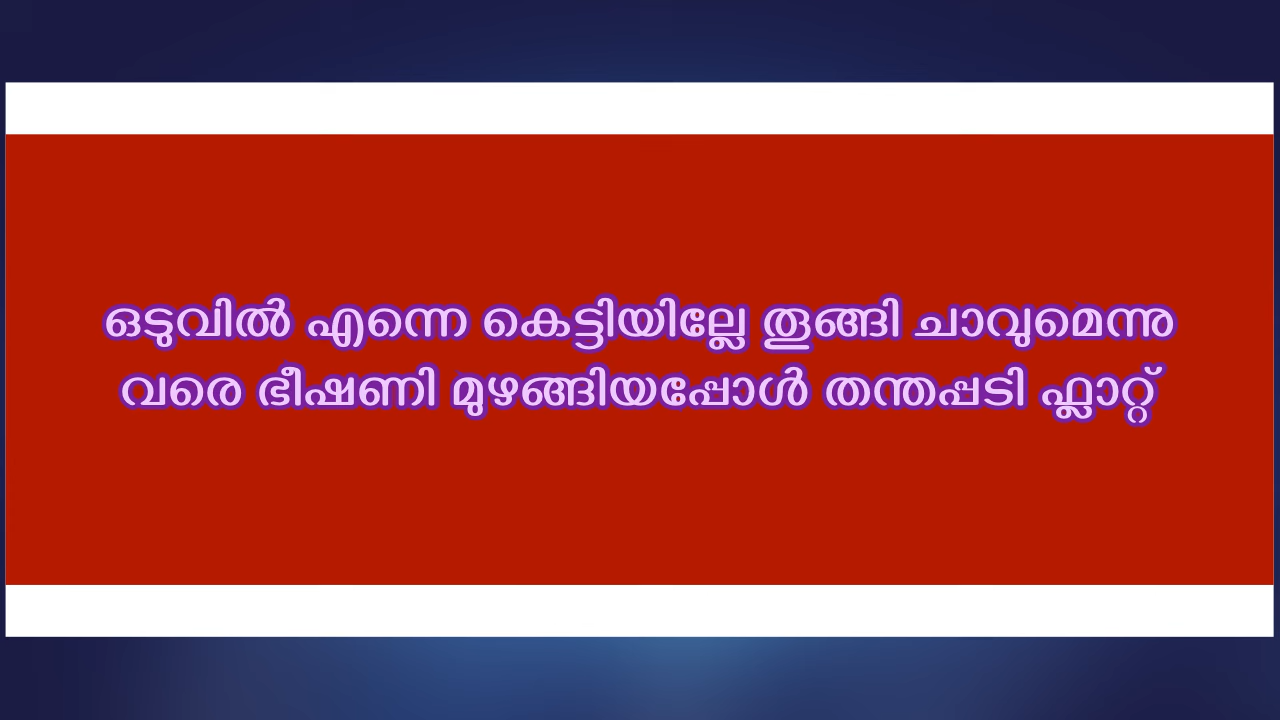 ഒടുവിൽ എന്നെ കെട്ടിയില്ലേ തൂങ്ങി ചാവുമെന്നു
വരെ ഭീഷണി മുഴങ്ങിയപ്പോൾ തന്തപ്പടി ഫ്ലാറ്റ്